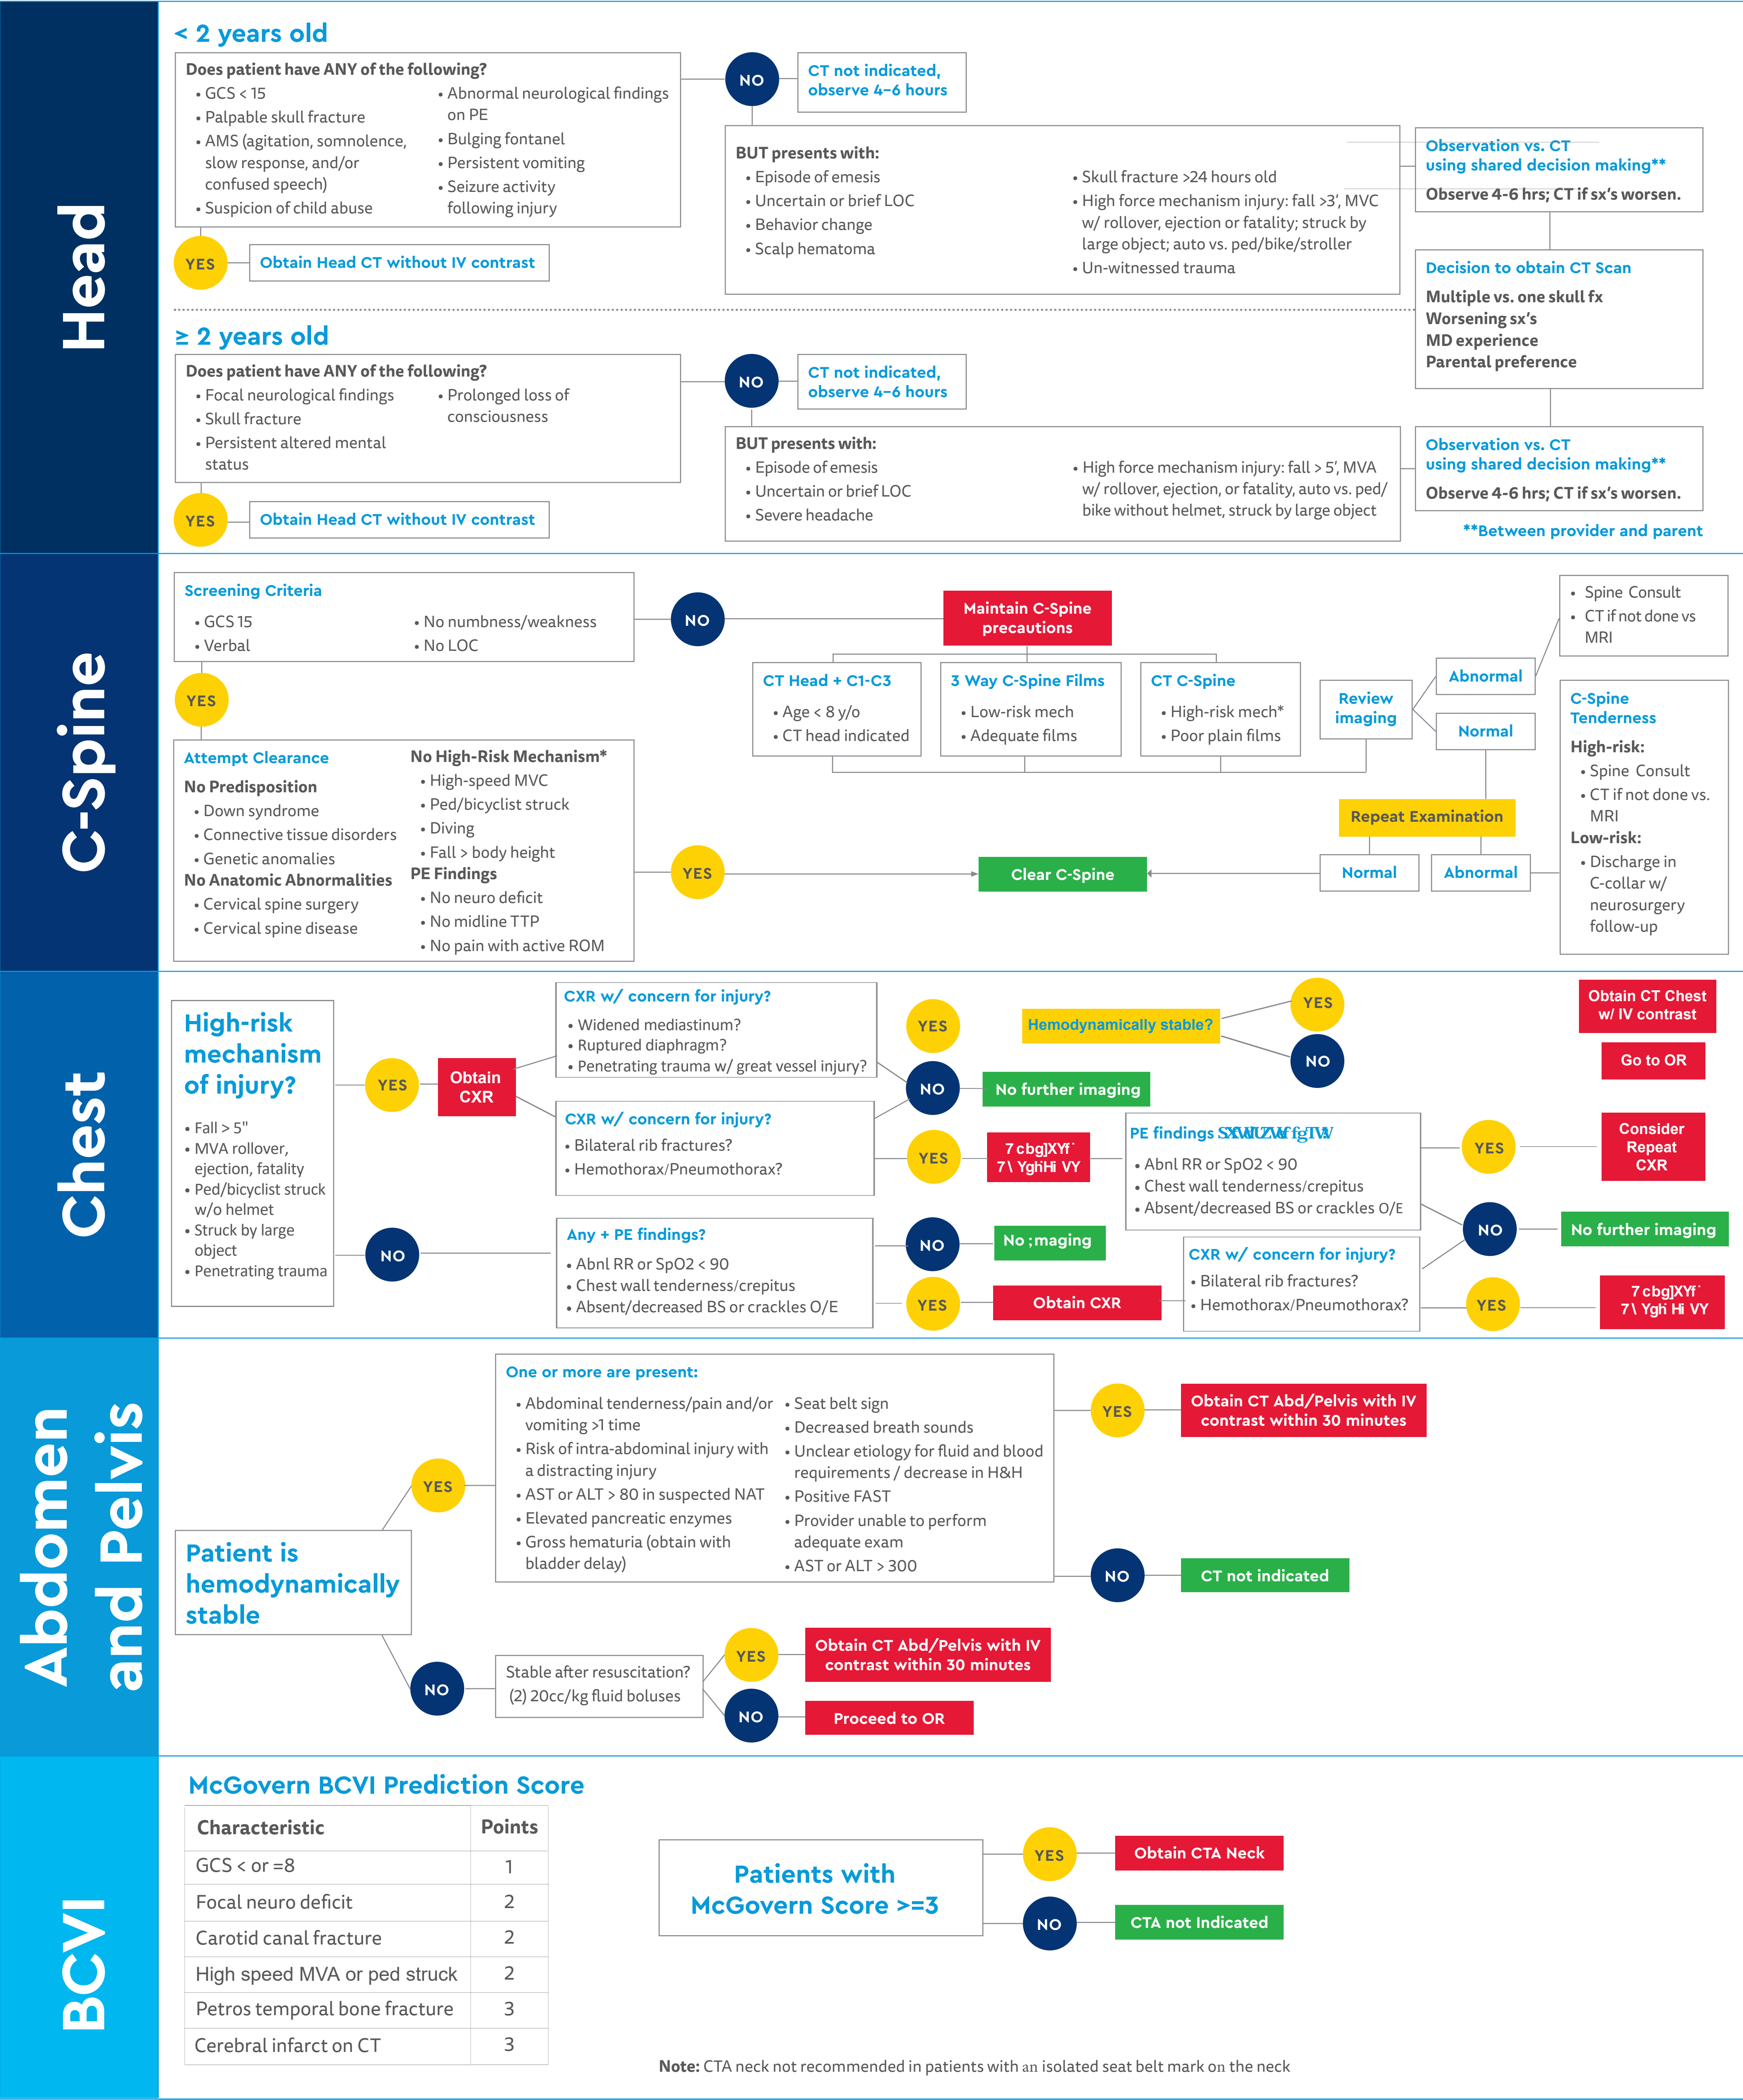 Head
< 2 years old
Does patient have ANY of the following?
• GCS < 15
• Palpable skull fracture
• AMS (agitation, somnolence,
slow response, and/or
confused speech)
• Suspicion of child abuse
• Abnormal neurological findings
on PE
• Bulging fontanel
• Persistent vomiting
• Seizure activity
following injury
NO
CT not indicated,
observe 4–6 hours
YES
Obtain Head CT without IV contrast
BUT presents with:
• Episode of emesis
• Uncertain or brief LOC
• Behavior change
• Scalp hematoma
• Skull fracture >24 hours old
• High force mechanism injury: fall >3’, MVC
w/ rollover, ejection or fatality; struck by
large object; auto vs. ped/bike/stroller
• Un-witnessed trauma
Observation vs. CT
using shared decision making**
Observe 4-6 hrs; CT if sx’s worsen.
Decision to obtain CT Scan
Multiple vs. one skull fx
Worsening sx’s
MD experience
Parental preference
≥ 2 years old
Does patient have ANY of the following?
• Focal neurological findings
• Skull fracture
• Persistent altered mental
status
• Prolonged loss of
consciousness
NO
CT not indicated,
observe 4–6 hours
YES
Obtain Head CT without IV contrast
BUT presents with:
• Episode of emesis
• Uncertain or brief LOC
• Severe headache
• High force mechanism injury: fall > 5’, MVA
w/ rollover, ejection, or fatality, auto vs. ped/
bike without helmet, struck by large object
Observation vs. CT
using shared decision making**
Observe 4-6 hrs; CT if sx’s worsen.
**Between provider and parent
C-Spine
Screening Criteria
• GCS 15
• Verbal
• No numbness/weakness
• No LOC
NO
Maintain C-Spine
precautions
YES
CT Head + C1-C3
• Age < 8 y/o
• CT head indicated
3 Way C-Spine Films
• Low-risk mech
• Adequate films
CT C-Spine
• High-risk mech*
• Poor plain films
Review
imaging
Abnormal
Normal
• Spine Consult
• CT if not done vs
MRI
Attempt Clearance
No Predisposition
• Down syndrome
• Connective tissue disorders
• Genetic anomalies
No Anatomic Abnormalities
• Cervical spine surgery
• Cervical spine disease
No High-Risk Mechanism*
• High-speed MVC
• Ped/bicyclist struck
• Diving
• Fall > body height
PE Findings
• No neuro deficit
• No midline TTP
• No pain with active ROM
YES
Clear C-Spine
Repeat Examination
Normal
Abnormal
C-Spine
Tenderness
High-risk:
• Spine Consult
• CT if not done vs.
MRI
Low-risk:
• Discharge in
C-collar w/
neurosurgery
follow-up
Chest
High-risk
mechanism
of injury?
• Fall > 5"
• MVA rollover,
ejection, fatality
• Ped/bicyclist struck
w/o helmet
• Struck by large
object
• Penetrating trauma
YES
Obtain
CXR
CXR w/ concern for injury?
• Widened mediastinum?
• Ruptured diaphragm?
• Penetrating trauma w/ great vessel injury?
YES
Hemodynamically stable?
YES
Obtain CT Chest
w/ IV contrast
NO
Go to OR
NO
No further imaging
CXR w/ concern for injury?
• Bilateral rib fractures?
• Hemothorax/Pneumothorax?
YES
7cbg]XYf
7\YghHi VY
PE findings
• Abnl RR or SpO2 < 90
• Chest wall tenderness/crepitus
• Absent/decreased BS or crackles O/E
YES
Consider
Repeat
CXR
NO
No further imaging
NO
Any + PE findings?
• Abnl RR or SpO2 < 90
• Chest wall tenderness/crepitus
• Absent/decreased BS or crackles O/E
NO
No ;maging
YES
Obtain CXR
CXR w/ concern for injury?
• Bilateral rib fractures?
• Hemothorax/Pneumothorax?
YES
7cbg]XYf
7\Ygh Hi VY
Abdomen
and Pelvis
Patient is
hemodynamically
stable
YES
One or more are present:
• Abdominal tenderness/pain and/or
vomiting >1 time
• Risk of intra-abdominal injury with
a distracting injury
• AST or ALT > 80 in suspected NAT
• Elevated pancreatic enzymes
• Gross hematuria (obtain with
bladder delay)
• Seat belt sign
• Decreased breath sounds
• Unclear etiology for fluid and blood
requirements / decrease in H&H
• Positive FAST
• Provider unable to perform
adequate exam
• AST or ALT > 300
YES
Obtain CT Abd/Pelvis with IV
contrast within 30 minutes
NO
CT not indicated
NO
Stable after resuscitation?
(2) 20cc/kg fluid boluses
YES
Obtain CT Abd/Pelvis with IV
contrast within 30 minutes
NO
Proceed to OR
BCVI
McGovern BCVI Prediction Score
Characteristic Points
GCS < or =8 1
Focal neuro deficit 2
Carotid canal fracture 2
High speed MVA or ped struck 2
Petros temporal bone fracture 3
Cerebral infarct on CT 3
Patients with
McGovern Score >=3
YES
Obtain CTA Neck
NO
CTA not Indicated
Note: CTA neck not recommended in patients with an isolated seat belt mark on the neck